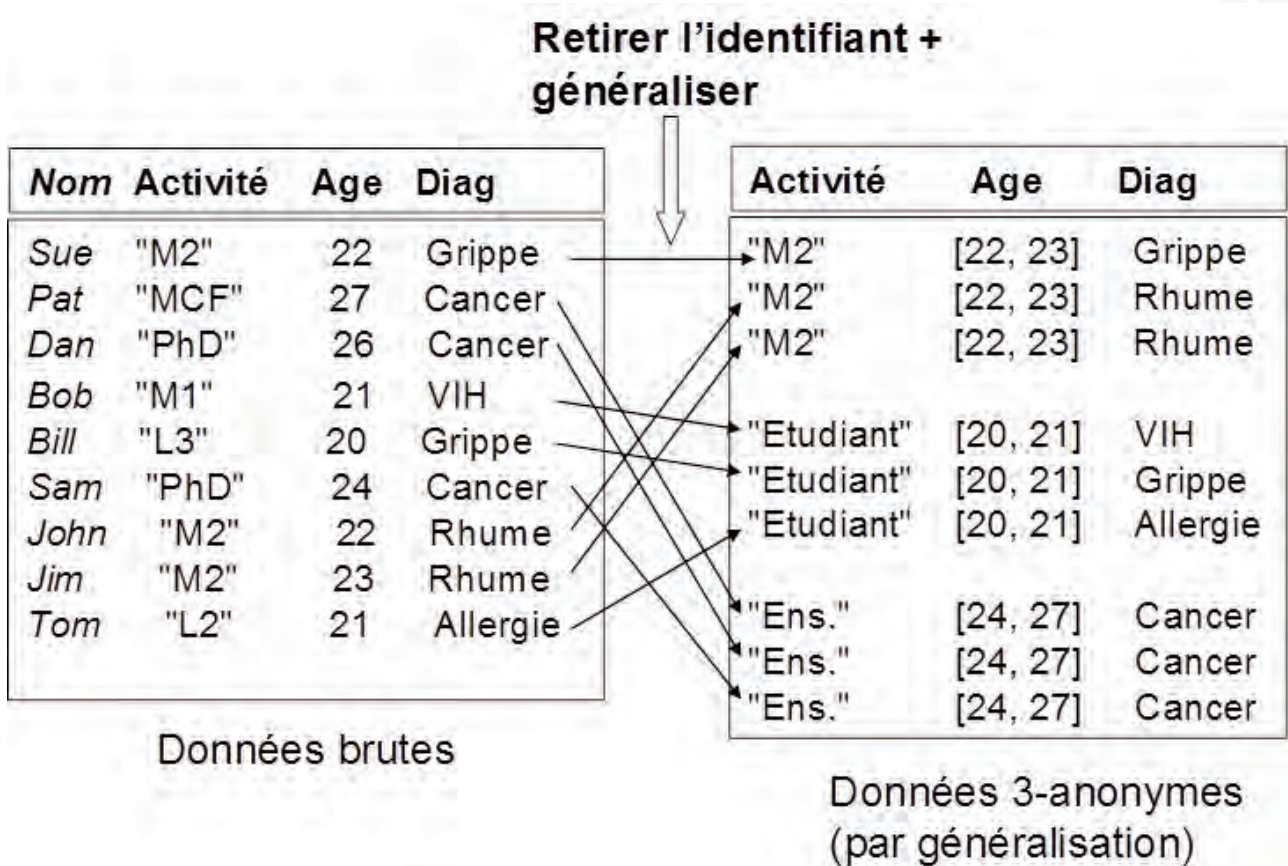 Retirer l'identifiant +
généraliser
Nom Activité Age Diag
Sue "M2" 22 Grippe
Pat "MCF" 27 Cancer
Dan "PhD" 26 Cancer
Bob "M1" 21 VIH
Bill "L3" 20 Grippe
Sam "PhD" 24 Cancer
John "M2" 22 Rhume
Jim "M2" 23 Rhume
Tom "L2" 21 Allergie
Données brutes
Activité Age Diag
"M2" [22, 23] Grippe
"M2" [22, 23] Rhume
"M2" [22, 23] Rhume
"Etudiant" [20, 21] VIH
"Etudiant" [20, 21] Grippe
"Etudiant" [20, 21] Allergie
"Ens." [24, 27] Cancer
"Ens." [24, 27] Cancer
"Ens." [24, 27] Cancer
Données 3-anonymes
(par généralisation)